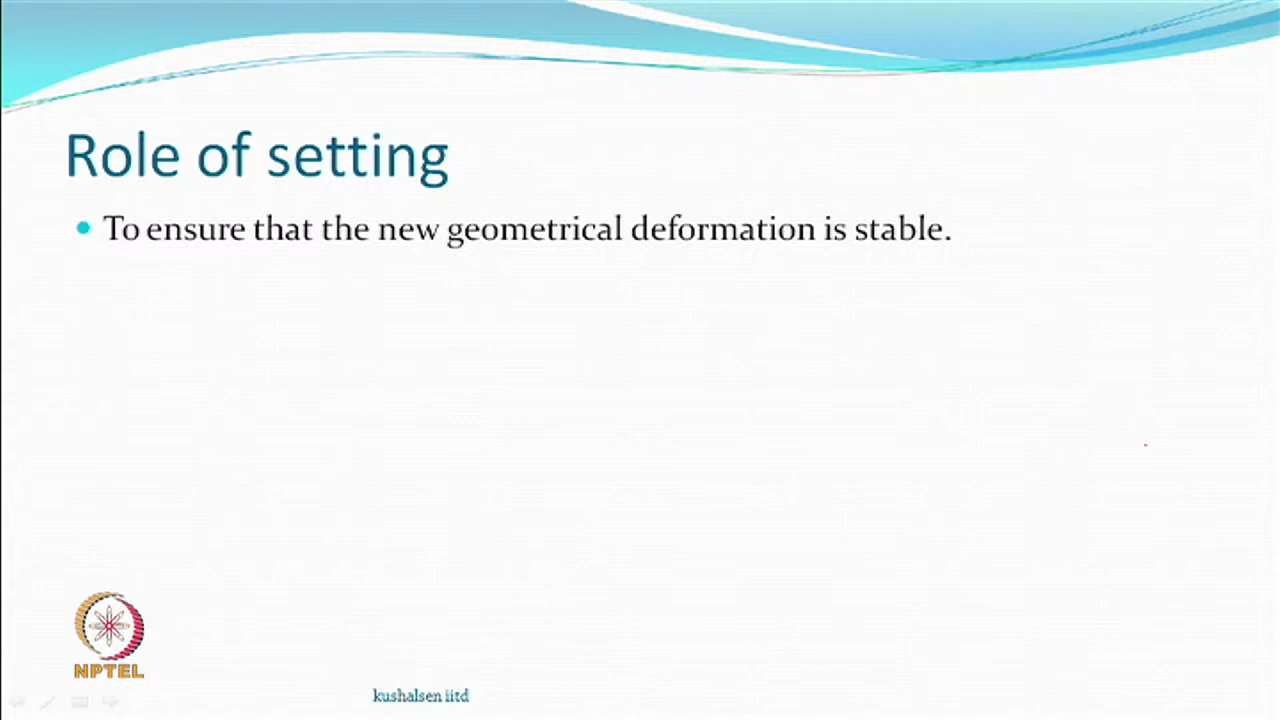 Role of setting
To ensure that the new geometrical deformation is stable.
NPTEL
kushalsen iitd